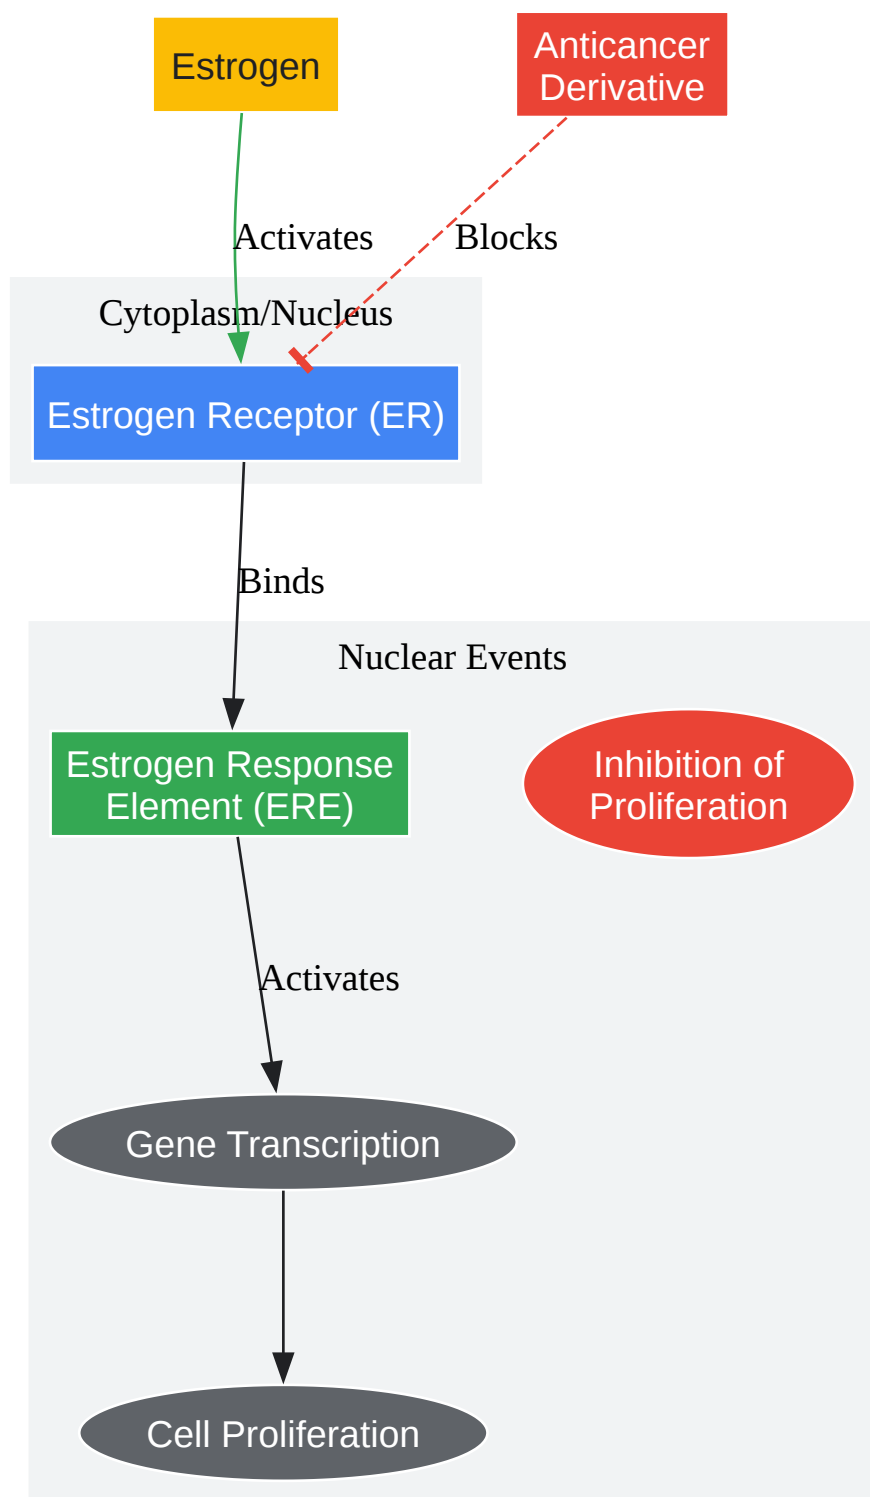 Estrogen
Anticancer
Derivative
Activates
Blocks
Cytoplasm/Nucleus
Estrogen Receptor (ER)
Binds
Nuclear Events
Estrogen Response
Element (ERE)
Inhibition of
Proliferation
Activates
Gene Transcription
Cell Proliferation